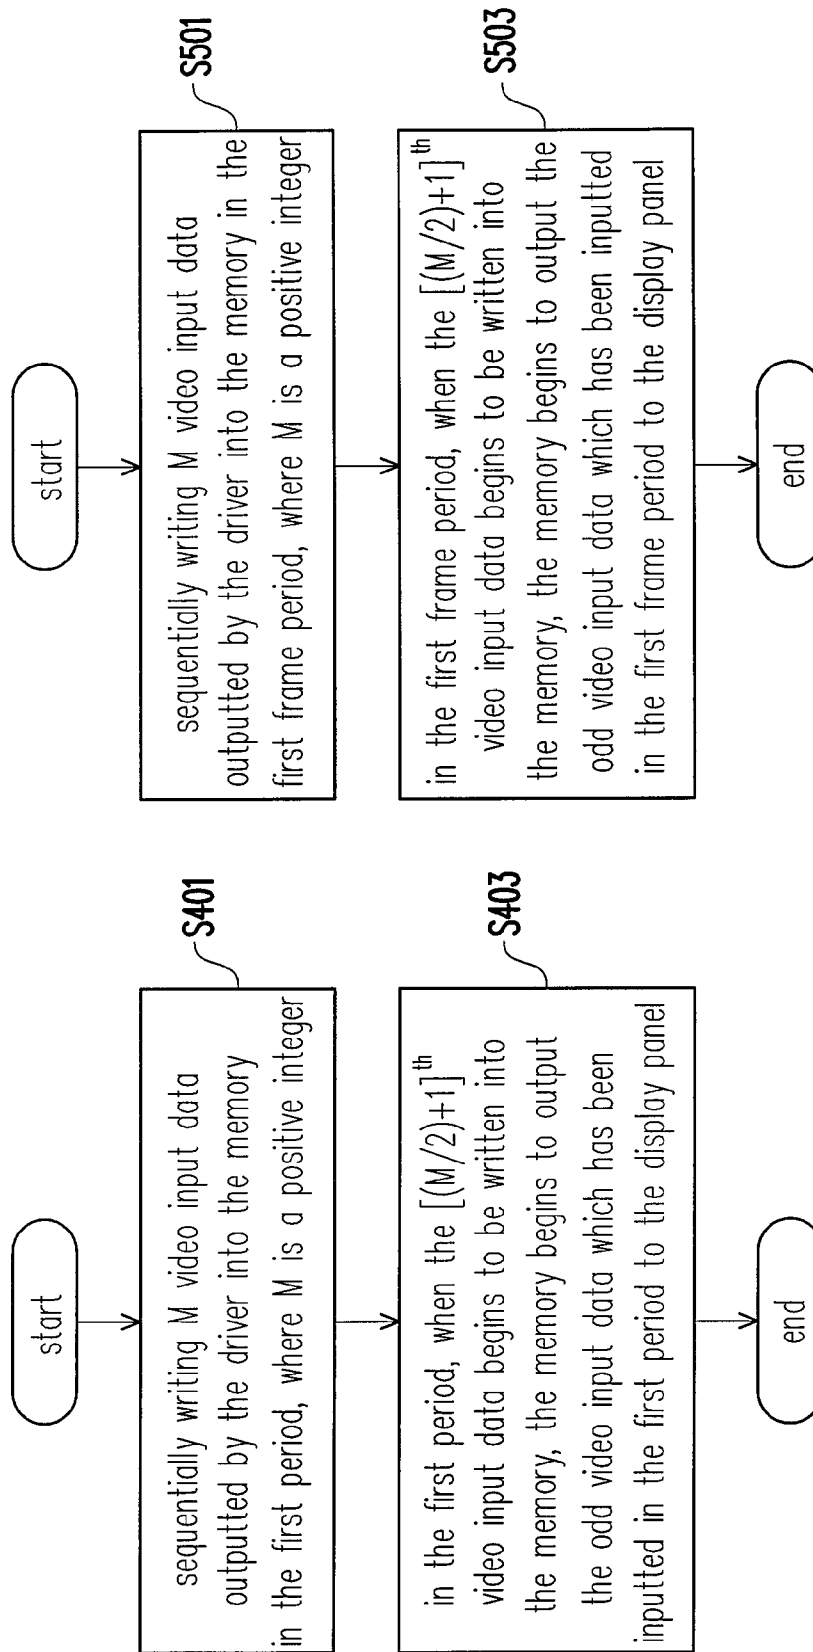 start
sequentially writing M video input data
outputted by the driver into the memory
in the first period, where M is a positive integer
S401
in the first period, when the [(M/2)+1]th
video input data begins to be written into
the memory, the memory begins to output
the odd video input data which has been
inputted in the first period to the display panel
S403
end
start
sequentially writing M video input data
outputted by the driver into the memory in the
first frame period, where M is a positive integer
S501
in the first frame period, when the [(M/2)+1]th
video input data begins to be written into
the memory, the memory begins to output the
odd video input data which has been inputted
in the first frame period to the display panel
S503
end